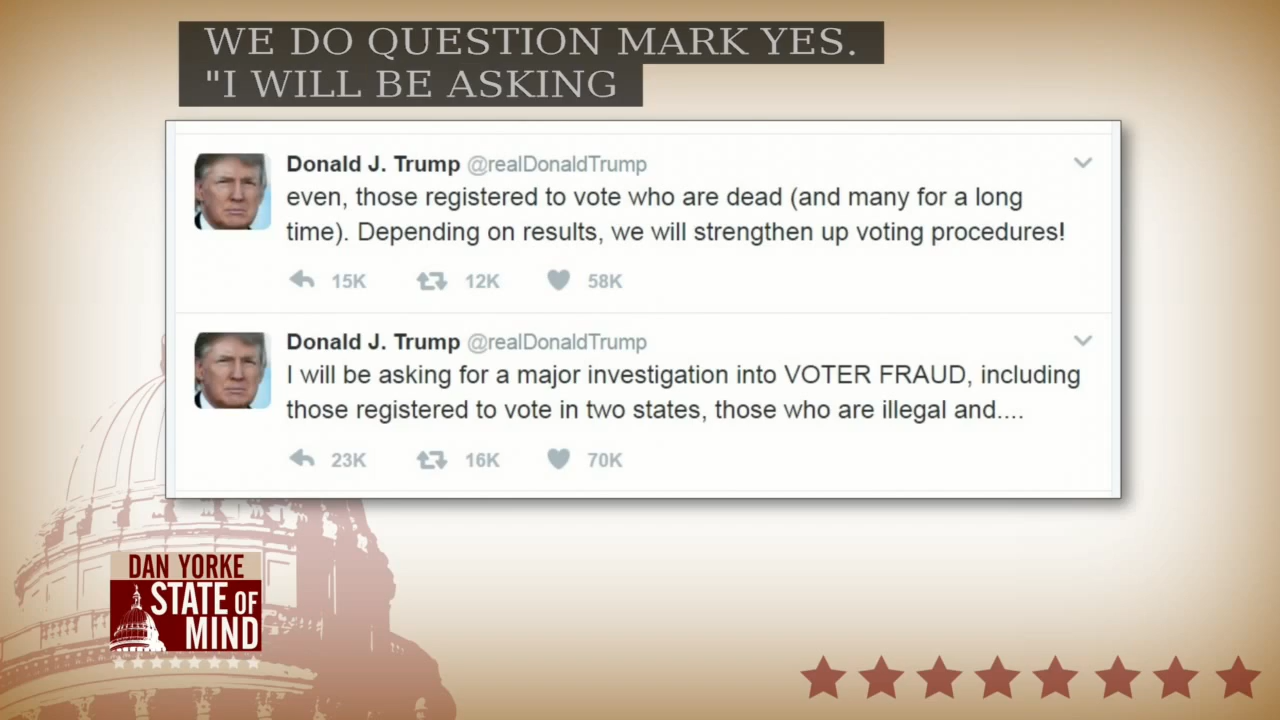 WE DO QUESTION MARK YES.
"I WILL BE ASKING
Donald J. Trump @realDonaldTrump
even, those registered to vote who are dead (and many for a long
time). Depending on results, we will strengthen up voting procedures!
15K 12K 58K
Donald J. Trump @realDonaldTrump
I will be asking for a major investigation into VOTER FRAUD, including
those registered to vote in two states, those who are illegal and....
23K 16K 70K
DAN YORKE
STATE OF
MIND